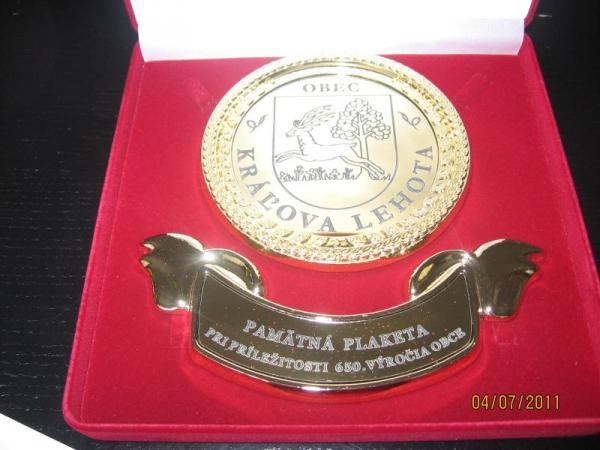 OBEC
KRÁĽOVA LEHOTA
PAMÄTNÁ PLAKETA
PRI PRÍLEŽITOSTI 650. VÝROČIA OBCE
04/07/2011